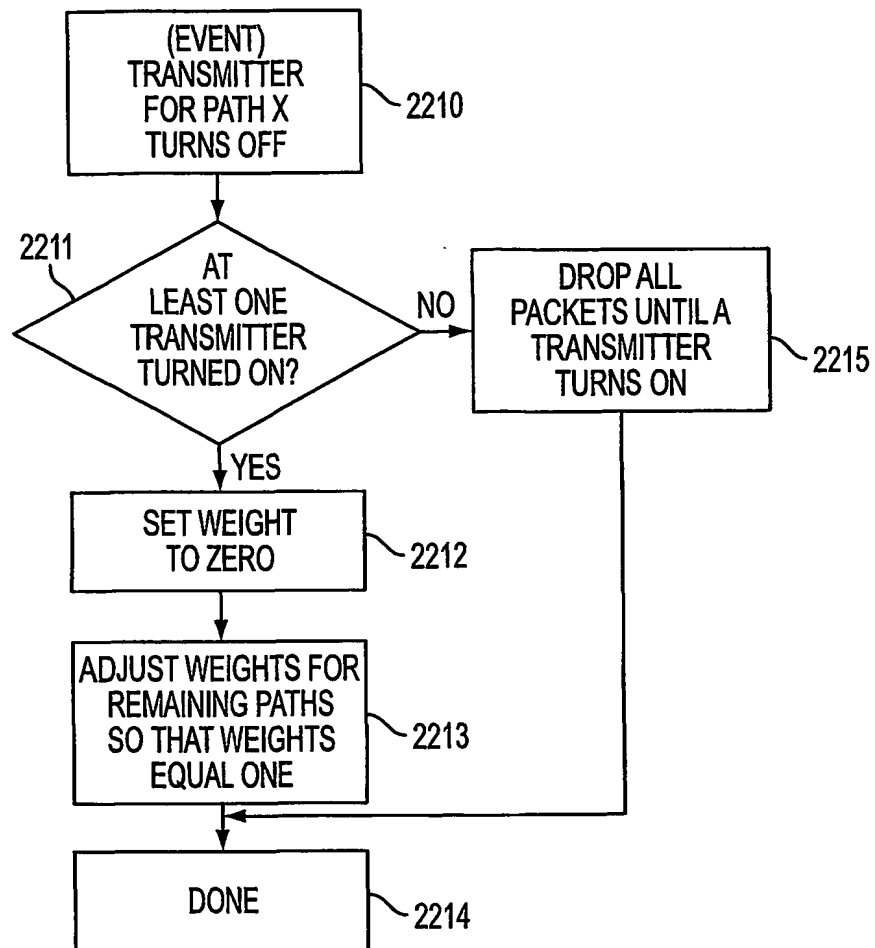 (EVENT)
TRANSMITTER
FOR PATH X
TURNS OFF
2210
2211
AT
LEAST ONE
TRANSMITTER
TURNED ON?
NO
DROP ALL
PACKETS UNTIL A
TRANSMITTER
TURNS ON
2215
YES
SET WEIGHT
TO ZERO
2212
ADJUST WEIGHTS FOR
REMAINING PATHS
SO THAT WEIGHTS
EQUAL ONE
2213
DONE
2214